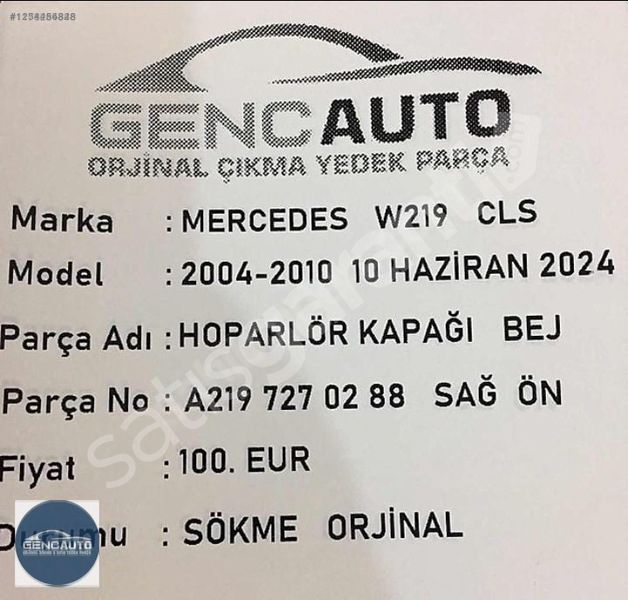 GENCAUTO
ORJİNAL ÇIKMA YEDEK PARÇA
Marka : MERCEDES W219 CLS
Model : 2004-2010 10 HAZİRAN 2024
Parça Adı : HOPARLÖR KAPAĞI BEJ
Parça No : A219 727 02 88 SAĞ ÖN
Fiyat : 100. EUR
: SÖKME ORJİNAL
GENCAUTO
satışgaranti